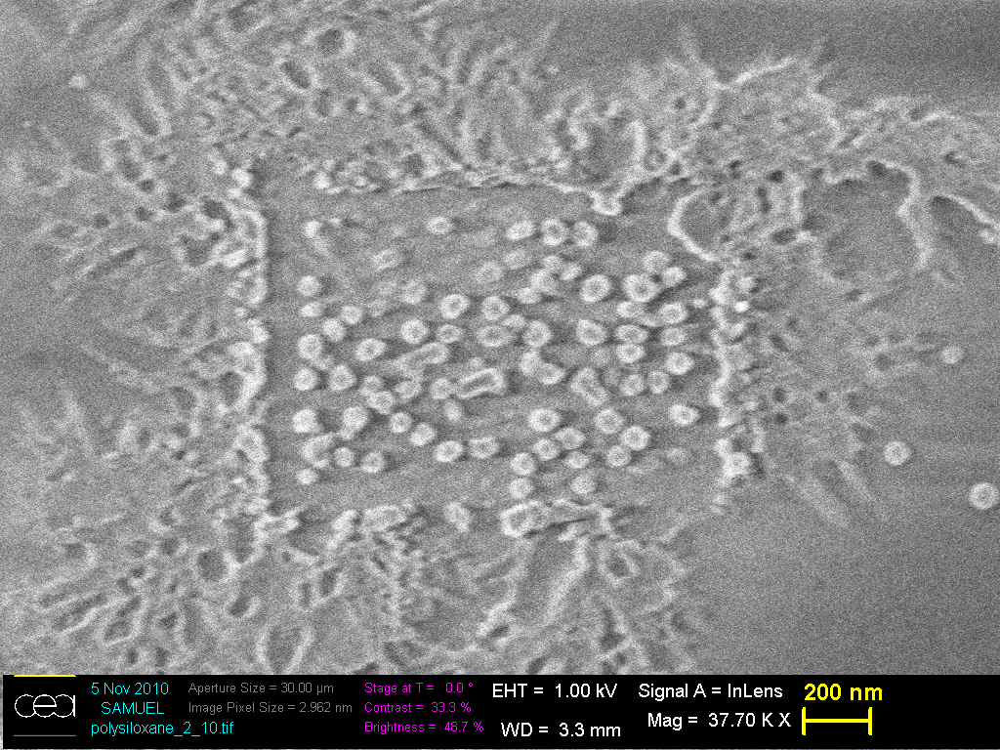 cea
5 Nov 2010
SAMUEL
polysiloxane_2_10.tif
Aperture Size = 30.00 µm
Image Pixel Size = 2.962 nm
Stage at T = 0.0 °
Contrast = 33.3 %
Brightness = 48.7 %
EHT = 1.00 kV
WD = 3.3 mm
Signal A = InLens
Mag = 37.70 K X
200 nm